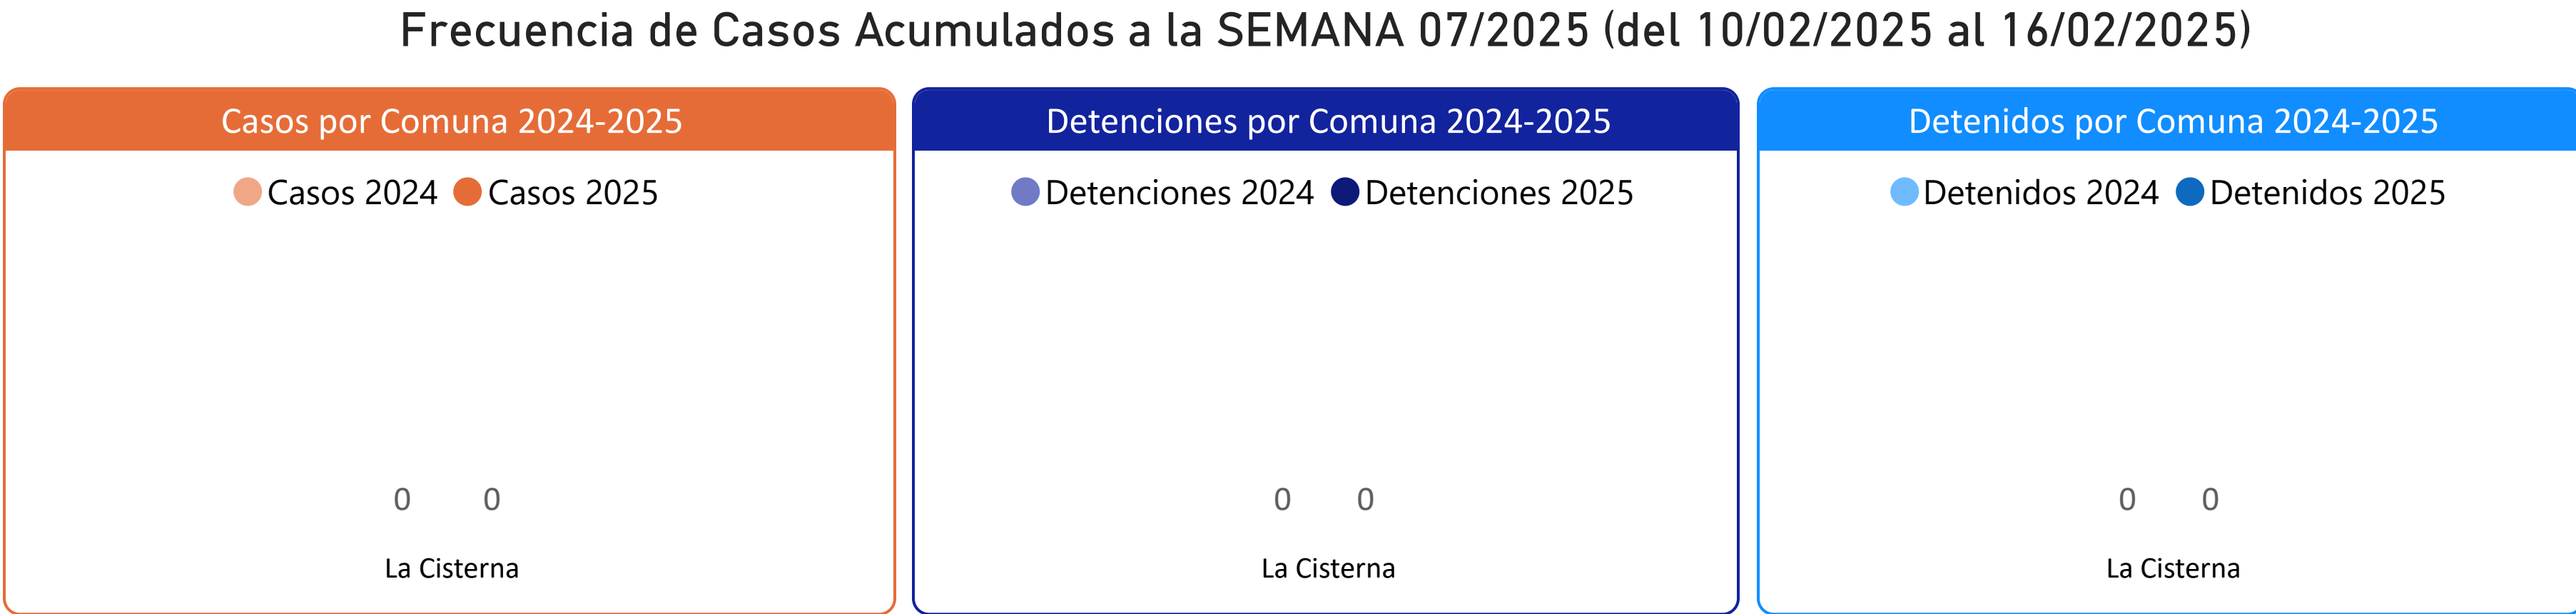 Frecuencia de Casos Acumulados a la SEMANA 07/2025 (del 10/02/2025 al 16/02/2025)
Casos por Comuna 2024-2025
Casos 2024 Casos 2025
0 0
La Cisterna
Detenciones por Comuna 2024-2025
Detenciones 2024 Detenciones 2025
0 0
La Cisterna
Detenidos por Comuna 2024-2025
Detenidos 2024 Detenidos 2025
0 0
La Cisterna